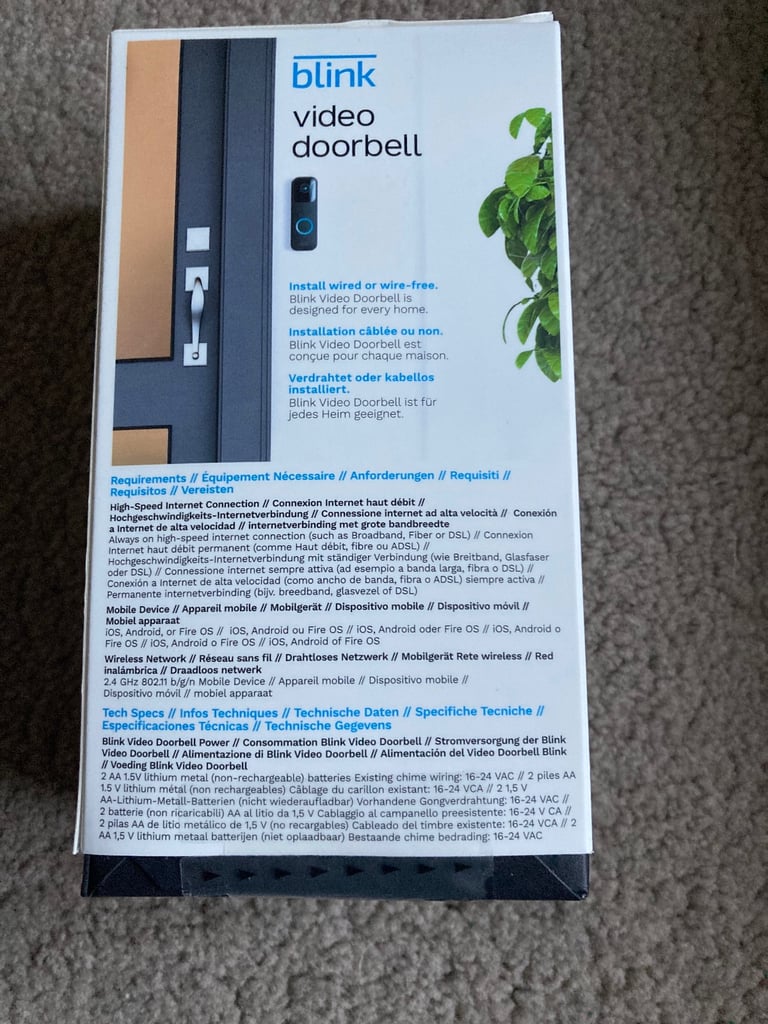 blink
video
doorbell
Install wired or wire-free.
Blink Video Doorbell is
designed for every home.
Installation câblée ou non.
Blink Video Doorbell est
conçue pour chaque maison.
Verdrahtet oder kabellos
installiert.
Blink Video Doorbell ist für
jedes Heim geeignet.
Requirements // Équipement Nécessaire // Anforderungen // Requisiti //
Requisitos // Vereisten
High-Speed Internet Connection // Connexion Internet haut débit //
Hochgeschwindigkeits-Internetverbindung // Connessione internet ad alta velocità // Conexión
a Internet de alta velocidad // internetverbinding met grote bandbreedte
Always on high-speed internet connection (such as Broadband, Fiber or DSL) // Connexion
Internet haut débit permanent (comme Haut débit, fibre ou ADSL) //
Hochgeschwindigkeits-Internetverbindung mit ständiger Verbindung (wie Breitband, Glasfaser
oder DSL) // Connessione internet sempre attiva (ad esempio a banda larga, fibra o DSL) //
Conexión a Internet de alta velocidad (como ancho de banda, fibra o ADSL) siempre activa //
Permanente internetverbinding (bijv. breedband, glasvezel of DSL)
Mobile Device // Appareil mobile // Mobilgerät // Dispositivo mobile // Dispositivo móvil //
Mobiel apparaat
iOS, Android, or Fire OS // iOS, Android ou Fire OS // iOS, Android oder Fire OS // iOS, Android o
Fire OS // iOS, Android o Fire OS // iOS, Android of Fire OS
Wireless Network // Réseau sans fil // Drahtloses Netzwerk // Mobilgerät Rete wireless // Red
inalámbrica // Draadloos netwerk
2.4 GHz 802.11 b/g/n Mobile Device // Appareil mobile // Dispositivo mobile //
Dispositivo móvil // mobiel apparaat
Tech Specs // Infos Techniques // Technische Daten // Specifiche Tecniche //
Especificaciones Técnicas // Technische Gegevens
Blink Video Doorbell Power // Consommation Blink Video Doorbell // Stromversorgung der Blink
Video Doorbell // Alimentazione di Blink Video Doorbell // Alimentación del Video Doorbell Blink
// Voeding Blink Video Doorbell
2 AA 1.5V lithium metal (non-rechargeable) batteries Existing chime wiring: 16-24 VAC // 2 piles AA
1.5 V lithium métal (non rechargeables) Câblage du carillon existant: 16-24 VCA // 2 1,5 V
AA-Lithium-Metall-Batterien (nicht wiederaufladbar) Vorhandene Gongverdrahtung: 16-24 VAC //
2 batterie (non ricaricabili) AA al litio da 1,5 V Cablaggio al campanello preesistente: 16-24 V CA //
2 pilas AA de litio metálico de 1,5 V (no recargables) Cableado del timbre existente: 16-24 VCA // 2
AA 1,5 V lithium metaal batterijen (niet oplaadbaar) Bestaande chime bedrading: 16-24 VAC